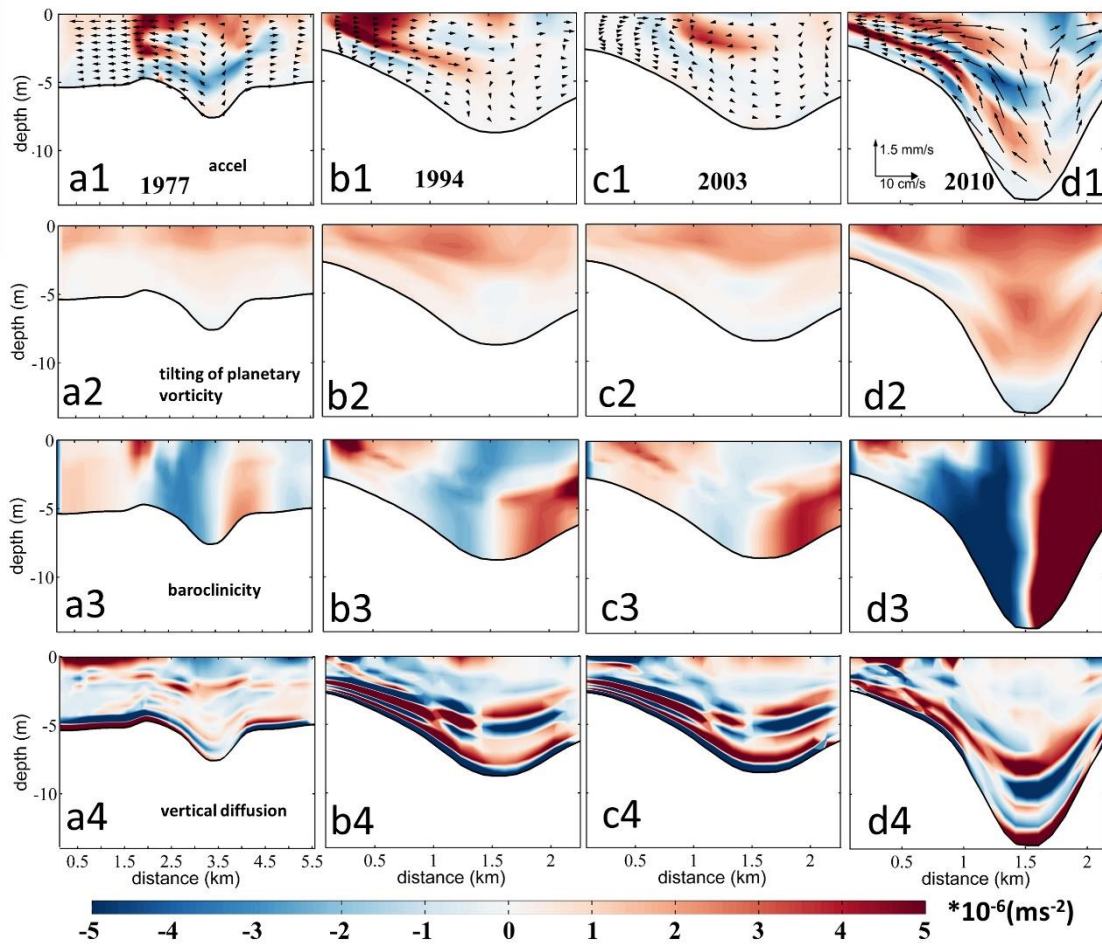 0
-5
-10
depth (m)
a1
accel
1977
b1
1994
c1
2003
1.5 mm/s
10 cm/s
2010
d1
0
-5
-10
depth (m)
a2
tilting of planetary
vorticity
b2
c2
d2
0
-5
-10
depth (m)
a3
baroclinicity
b3
c3
d3
0
-5
-10
depth (m)
a4
vertical diffusion
b4
c4
d4
0.5 1.5 2.5 3.5 4.5 5.5
distance (km)
0.5 1 1.5 2
distance (km)
0.5 1 1.5 2
distance (km)
0.5 1 1.5 2
distance (km)
-5 -4 -3 -2 -1 0 1 2 3 4 5
*10⁻⁶(ms⁻²)